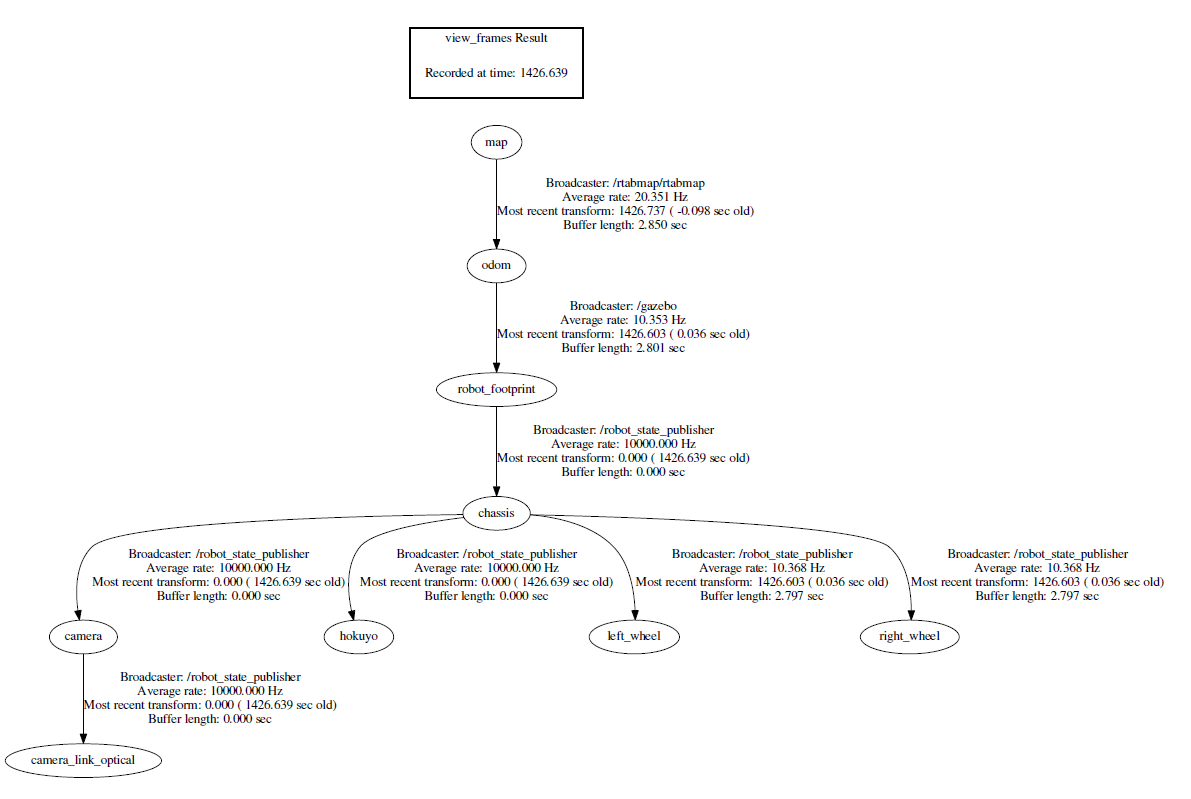 view_frames Result
Recorded at time: 1426.639
map
Broadcaster: /rtabmap/rtabmap
Average rate: 20.351 Hz
Most recent transform: 1426.737 ( -0.098 sec old)
Buffer length: 2.850 sec
odom
Broadcaster: /gazebo
Average rate: 10.353 Hz
Most recent transform: 1426.603 ( 0.036 sec old)
Buffer length: 2.801 sec
robot_footprint
Broadcaster: /robot_state_publisher
Average rate: 10000.000 Hz
Most recent transform: 0.000 ( 1426.639 sec old)
Buffer length: 0.000 sec
chassis
Broadcaster: /robot_state_publisher
Average rate: 10000.000 Hz
Most recent transform: 0.000 ( 1426.639 sec old)
Buffer length: 0.000 sec
Broadcaster: /robot_state_publisher
Average rate: 10000.000 Hz
Most recent transform: 0.000 ( 1426.639 sec old)
Buffer length: 0.000 sec
Broadcaster: /robot_state_publisher
Average rate: 10.368 Hz
Most recent transform: 1426.603 ( 0.036 sec old)
Buffer length: 2.797 sec
Broadcaster: /robot_state_publisher
Average rate: 10.368 Hz
Most recent transform: 1426.603 ( 0.036 sec old)
Buffer length: 2.797 sec
camera
hokuyo
left_wheel
right_wheel
Broadcaster: /robot_state_publisher
Average rate: 10000.000 Hz
Most recent transform: 0.000 ( 1426.639 sec old)
Buffer length: 0.000 sec
camera_link_optical